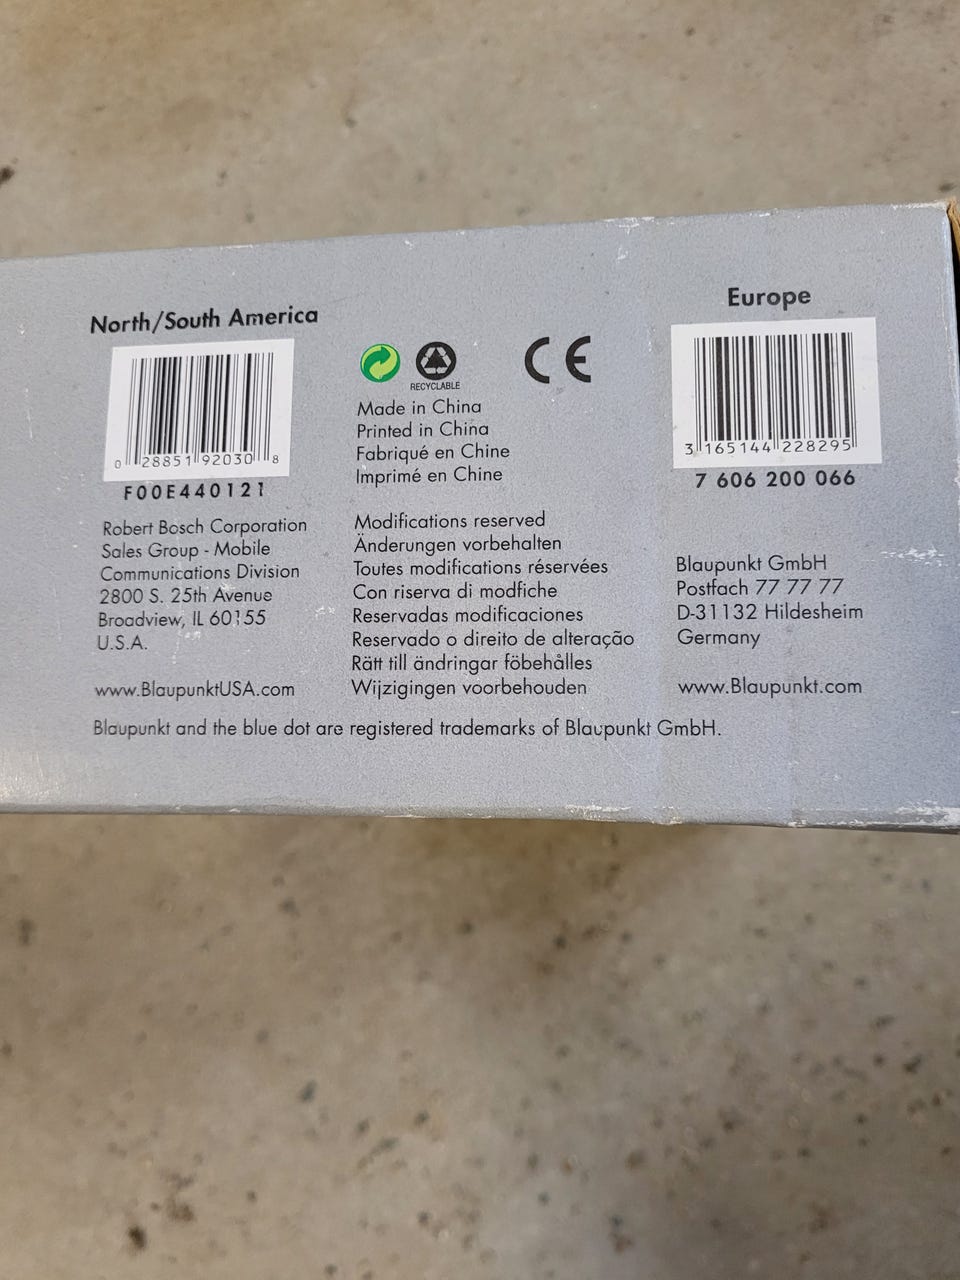 North/South America
0 28851 92030 8
F00E440121
Robert Bosch Corporation
Sales Group - Mobile
Communications Division
2800 S. 25th Avenue
Broadview, IL 60155
U.S.A.
www.BlaupunktUSA.com
RECYCLABLE
CE
Made in China
Printed in China
Fabriqué en Chine
Imprimé en Chine
Modifications reserved
Änderungen vorbehalten
Toutes modifications réservées
Con riserva di modfiche
Reservadas modificaciones
Reservado o direito de alteração
Rätt till ändringar föbehålles
Wijzigingen voorbehouden
Europe
3 165144 228295
7 606 200 066
Blaupunkt GmbH
Postfach 77 77 77
D-31132 Hildesheim
Germany
www.Blaupunkt.com
Blaupunkt and the blue dot are registered trademarks of Blaupunkt GmbH.